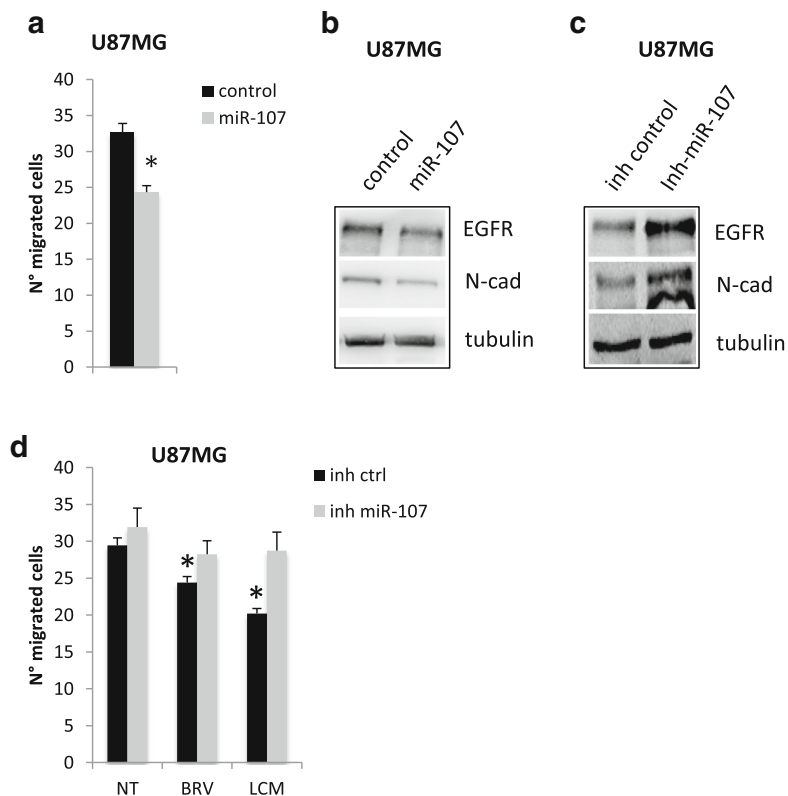 a
U87MG
40
35
30
25
20
15
10
5
0
N° migrated cells
control
miR-107
*
b
U87MG
control
miR-107
EGFR
N-cad
tubulin
c
U87MG
inh control
Inh-miR-107
EGFR
N-cad
tubulin
d
U87MG
40
35
30
25
20
15
10
5
0
N° migrated cells
inh ctrl
inh miR-107
*
*
NT BRV LCM